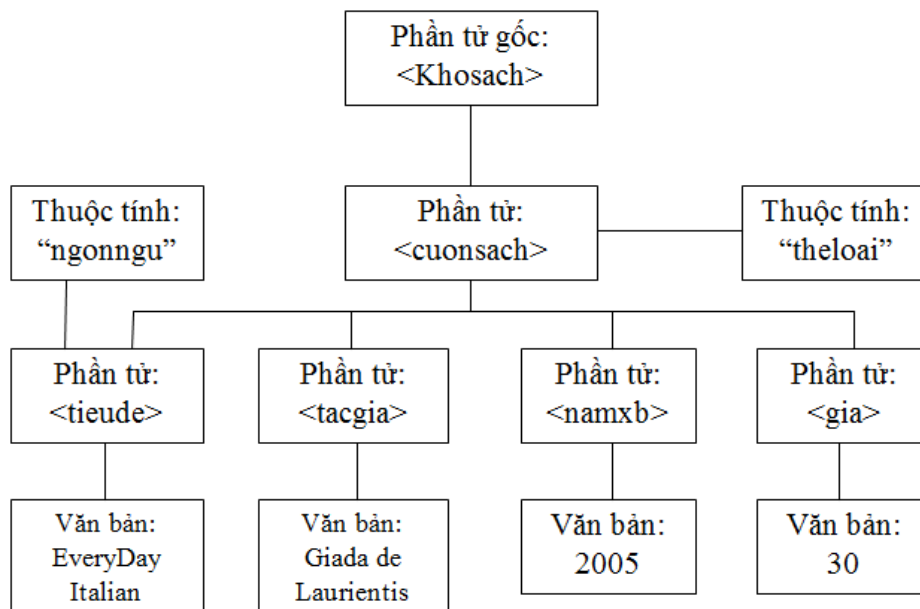 Phần tử gốc:
<Khosach>
Thuộc tính:
“ngonngu”
Phần tử:
<cuonsach>
Thuộc tính:
“theloai”
Phần tử:
<tieude>
Phần tử:
<tacgia>
Phần tử:
<namxb>
Phần tử:
<gia>
Văn bản:
EveryDay
Italian
Văn bản:
Giada de
Laurientis
Văn bản:
2005
Văn bản:
30